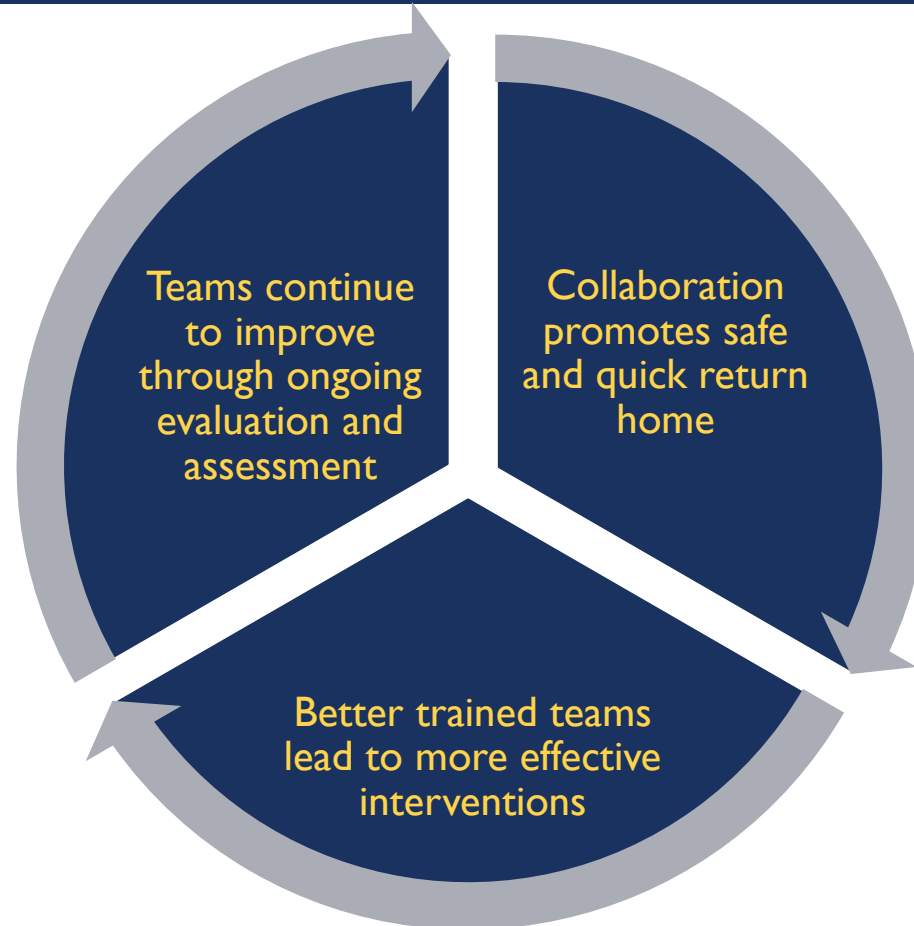 Teams continue
to improve
through ongoing
evaluation and
assessment
Collaboration
promotes safe
and quick return
home
Better trained teams
lead to more effective
interventions